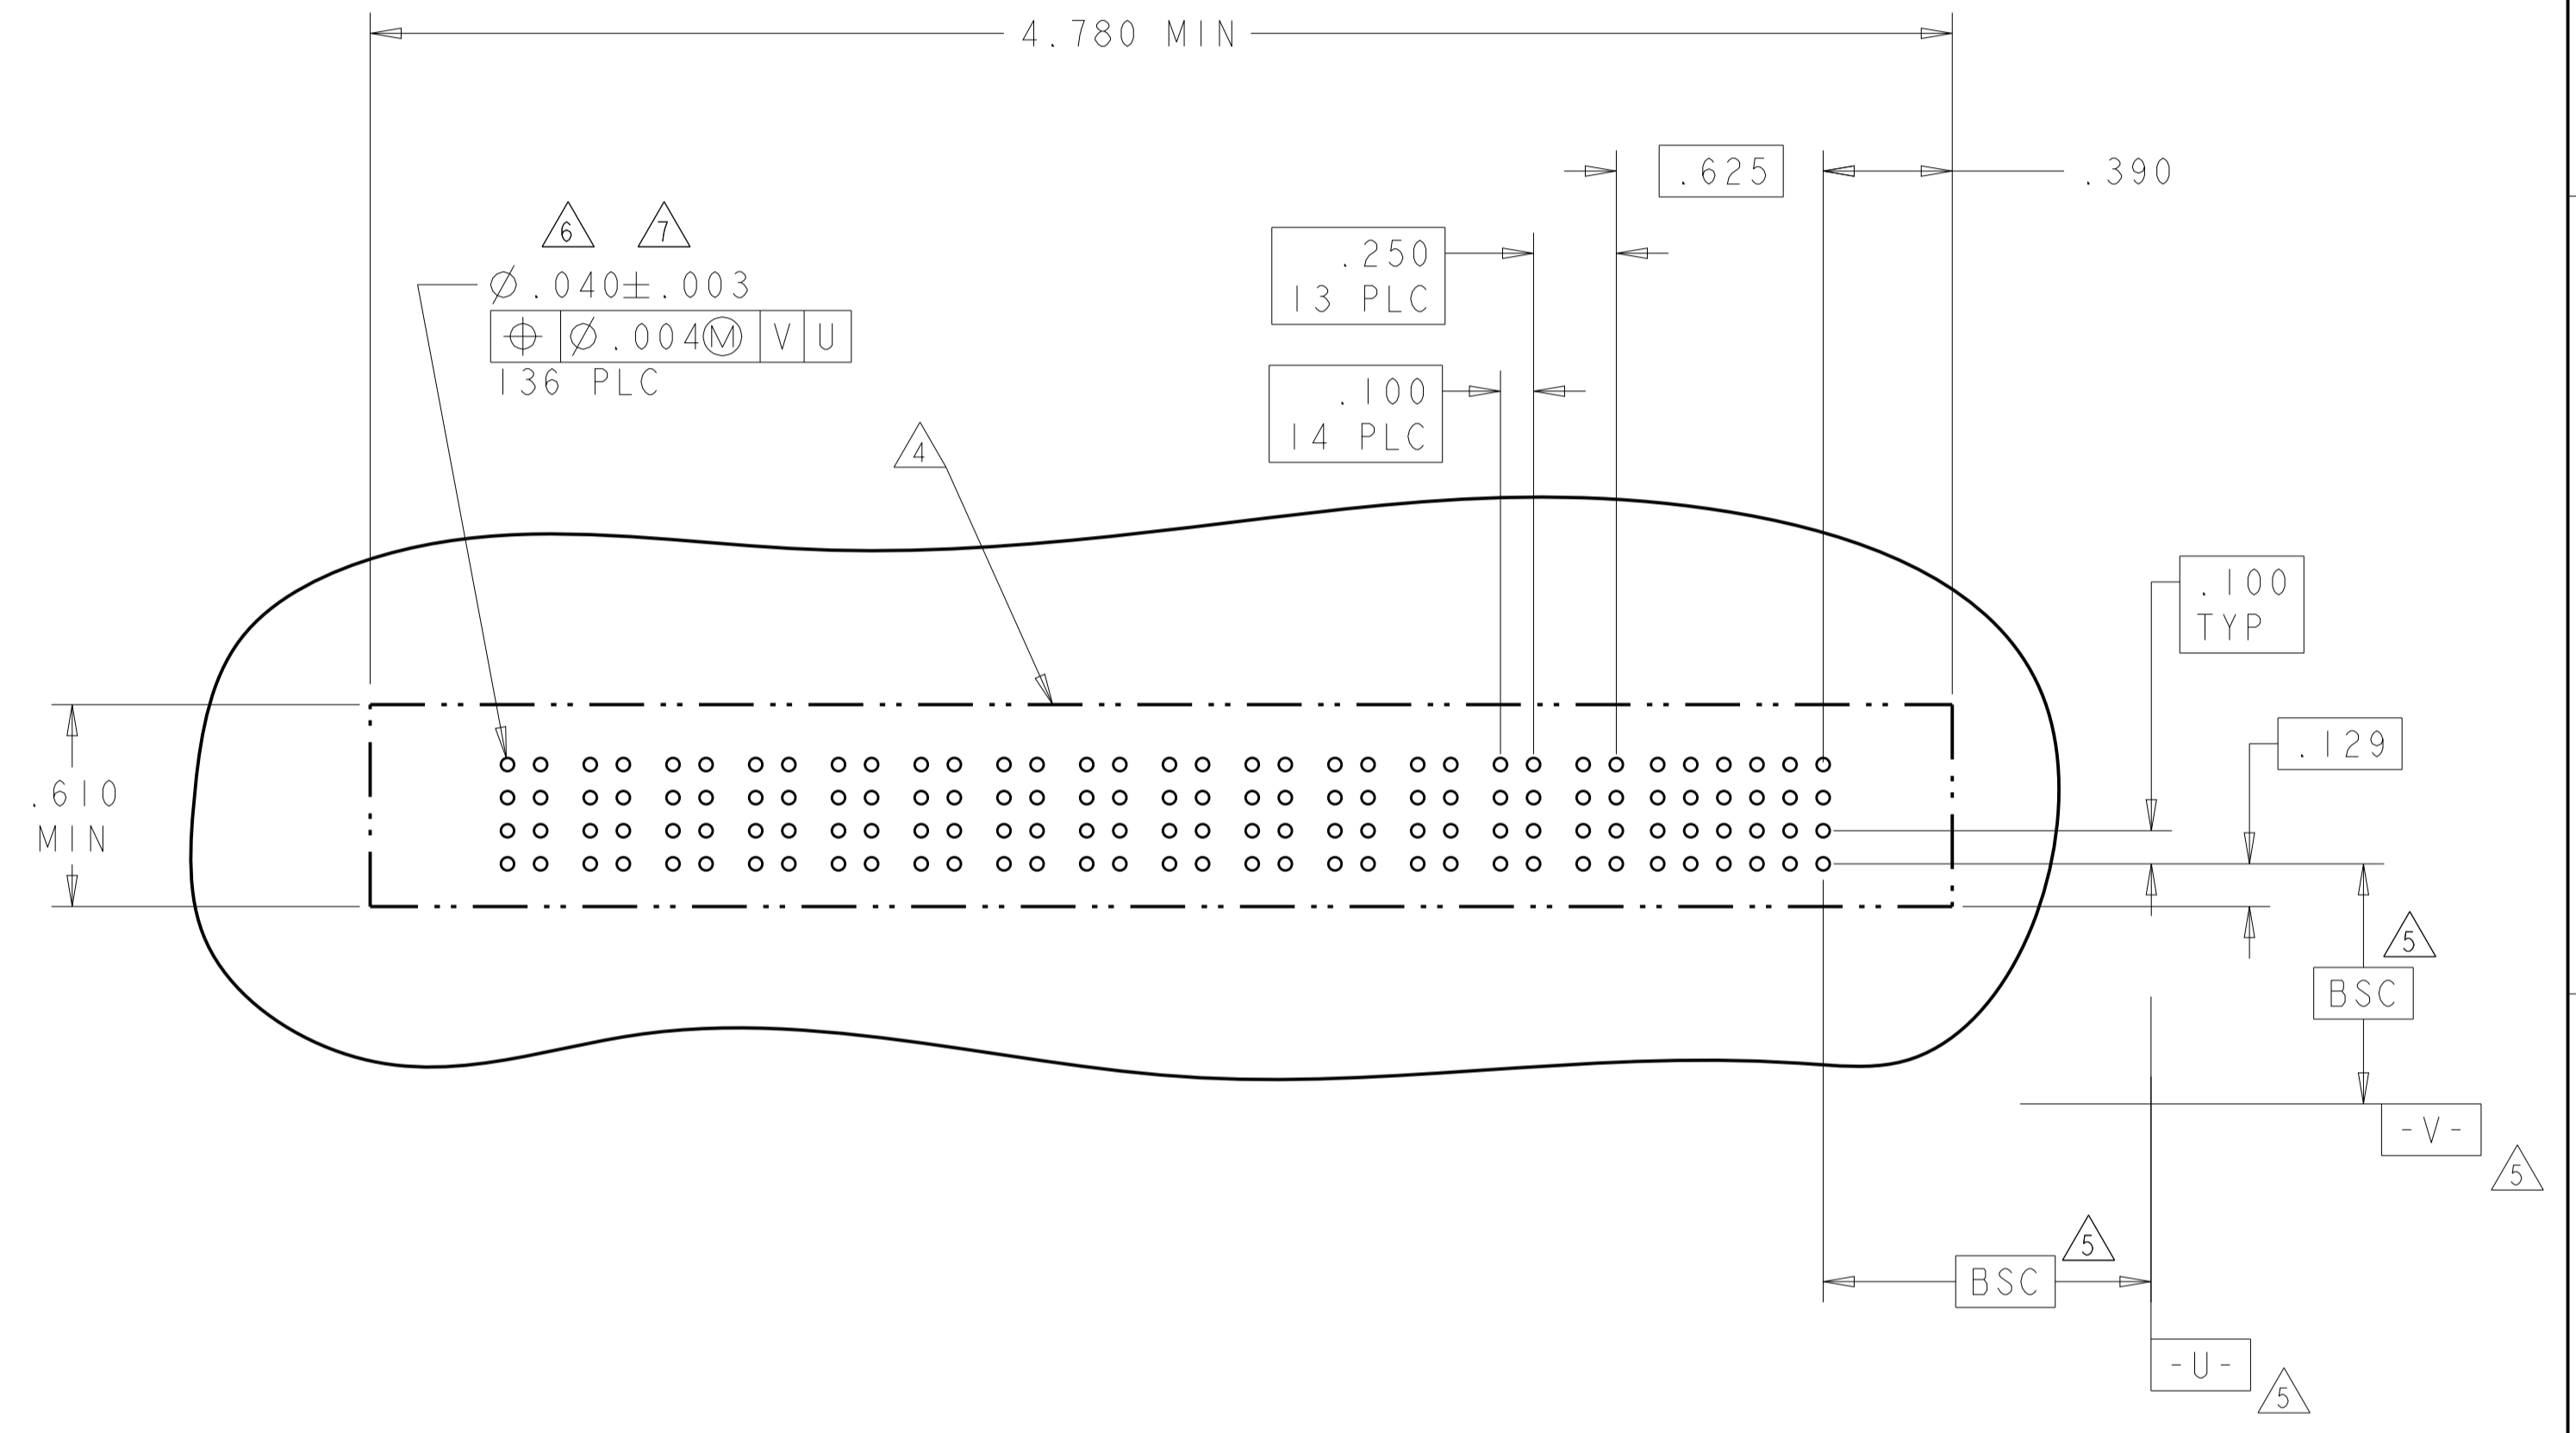 4.780 MIN
.625
.390
6 7
.250
13 PLC
Ø.040±.003
⌖ Ø.004Ⓜ V U
136 PLC
.100
14 PLC
4
.100
TYP
.129
.610
MIN
5
BSC
-V-
5
5
BSC
-U-
5